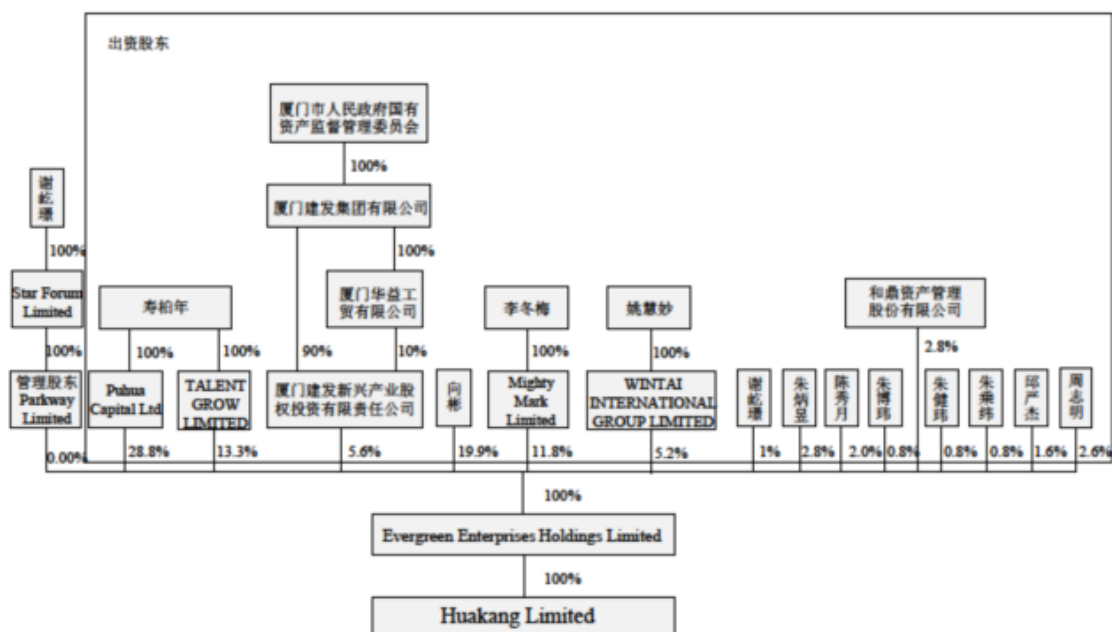 出资股东
厦门市人民政府国有
资产监督管理委员会
100%
谢屹璟
厦门建发集团有限公司
100%
100%
Star Forum
Limited
寿柏年
厦门华益工
贸有限公司
李冬梅
姚慧妙
和鼎资产管理
股份有限公司
100%
100%
100%
90%
10%
100%
100%
2.8%
管理股东
Parkway
Limited
Puhua
Capital Ltd
TALENT
GROW
LIMITED
厦门建发新兴产业股
权投资有限责任公司
向彬
Mighty
Mark
Limited
WINTAI
INTERNATIONAL
GROUP LIMITED
谢屹璟
朱炳昱
陈秀月
朱博玮
朱健玮
朱乘纬
邱严杰
周志明
0.00%
28.8%
13.3%
5.6%
19.9%
11.8%
5.2%
1%
2.8%
2.0%
0.8%
0.8%
0.8%
1.6%
2.6%
100%
Evergreen Enterprises Holdings Limited
100%
Huakang Limited